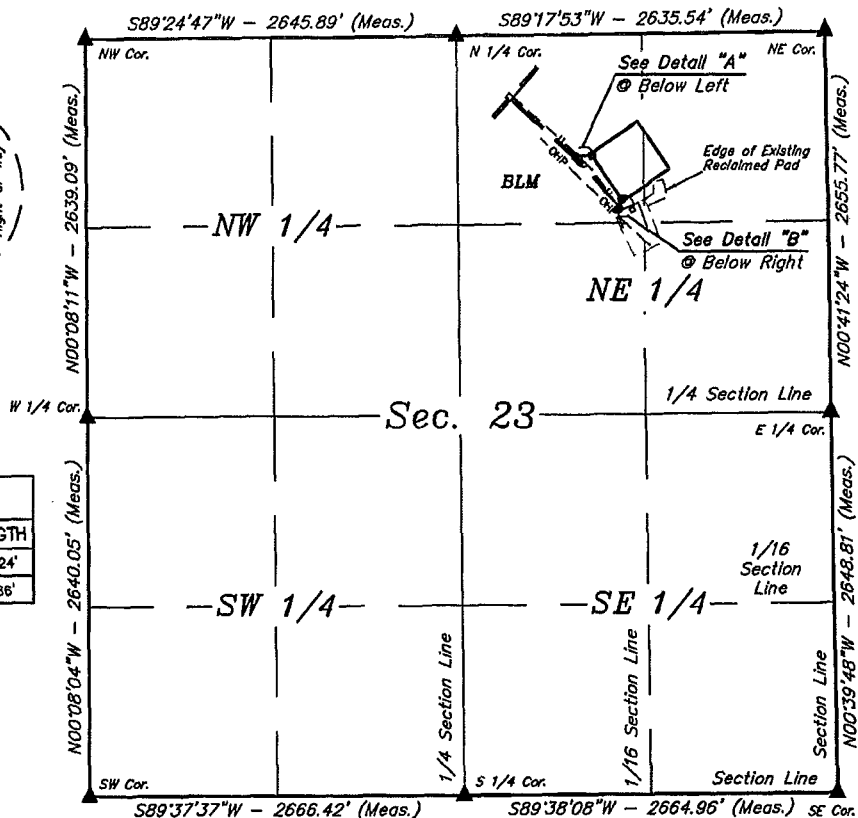 S89°24'47"W - 2645.89' (Meas.)
S89°17'53"W - 2635.54' (Meas.)
NW Cor.
N 1/4 Cor.
NE Cor.
See Detail "A"
@ Below Left
Edge of Existing
Reclaimed Pad
OHP
BLM
OHP
N00°08'11"W - 2639.09' (Meas.)
N00°41'24"W - 2655.77' (Meas.)
NW 1/4
See Detail "B"
@ Below Right
NE 1/4
1/4 Section Line
W 1/4 Cor.
Sec. 23
E 1/4 Cor.
GTH
24'
86'
N00°08'04"W - 2640.05' (Meas.)
N00°39'48"W - 2648.81' (Meas.)
1/16
Section
Line
SW 1/4
SE 1/4
1/4 Section Line
1/16 Section Line
Section Line
SW Cor.
S 1/4 Cor.
Section Line
S89°37'37"W - 2666.42' (Meas.)
S89°38'08"W - 2664.96' (Meas.)
SE Cor.